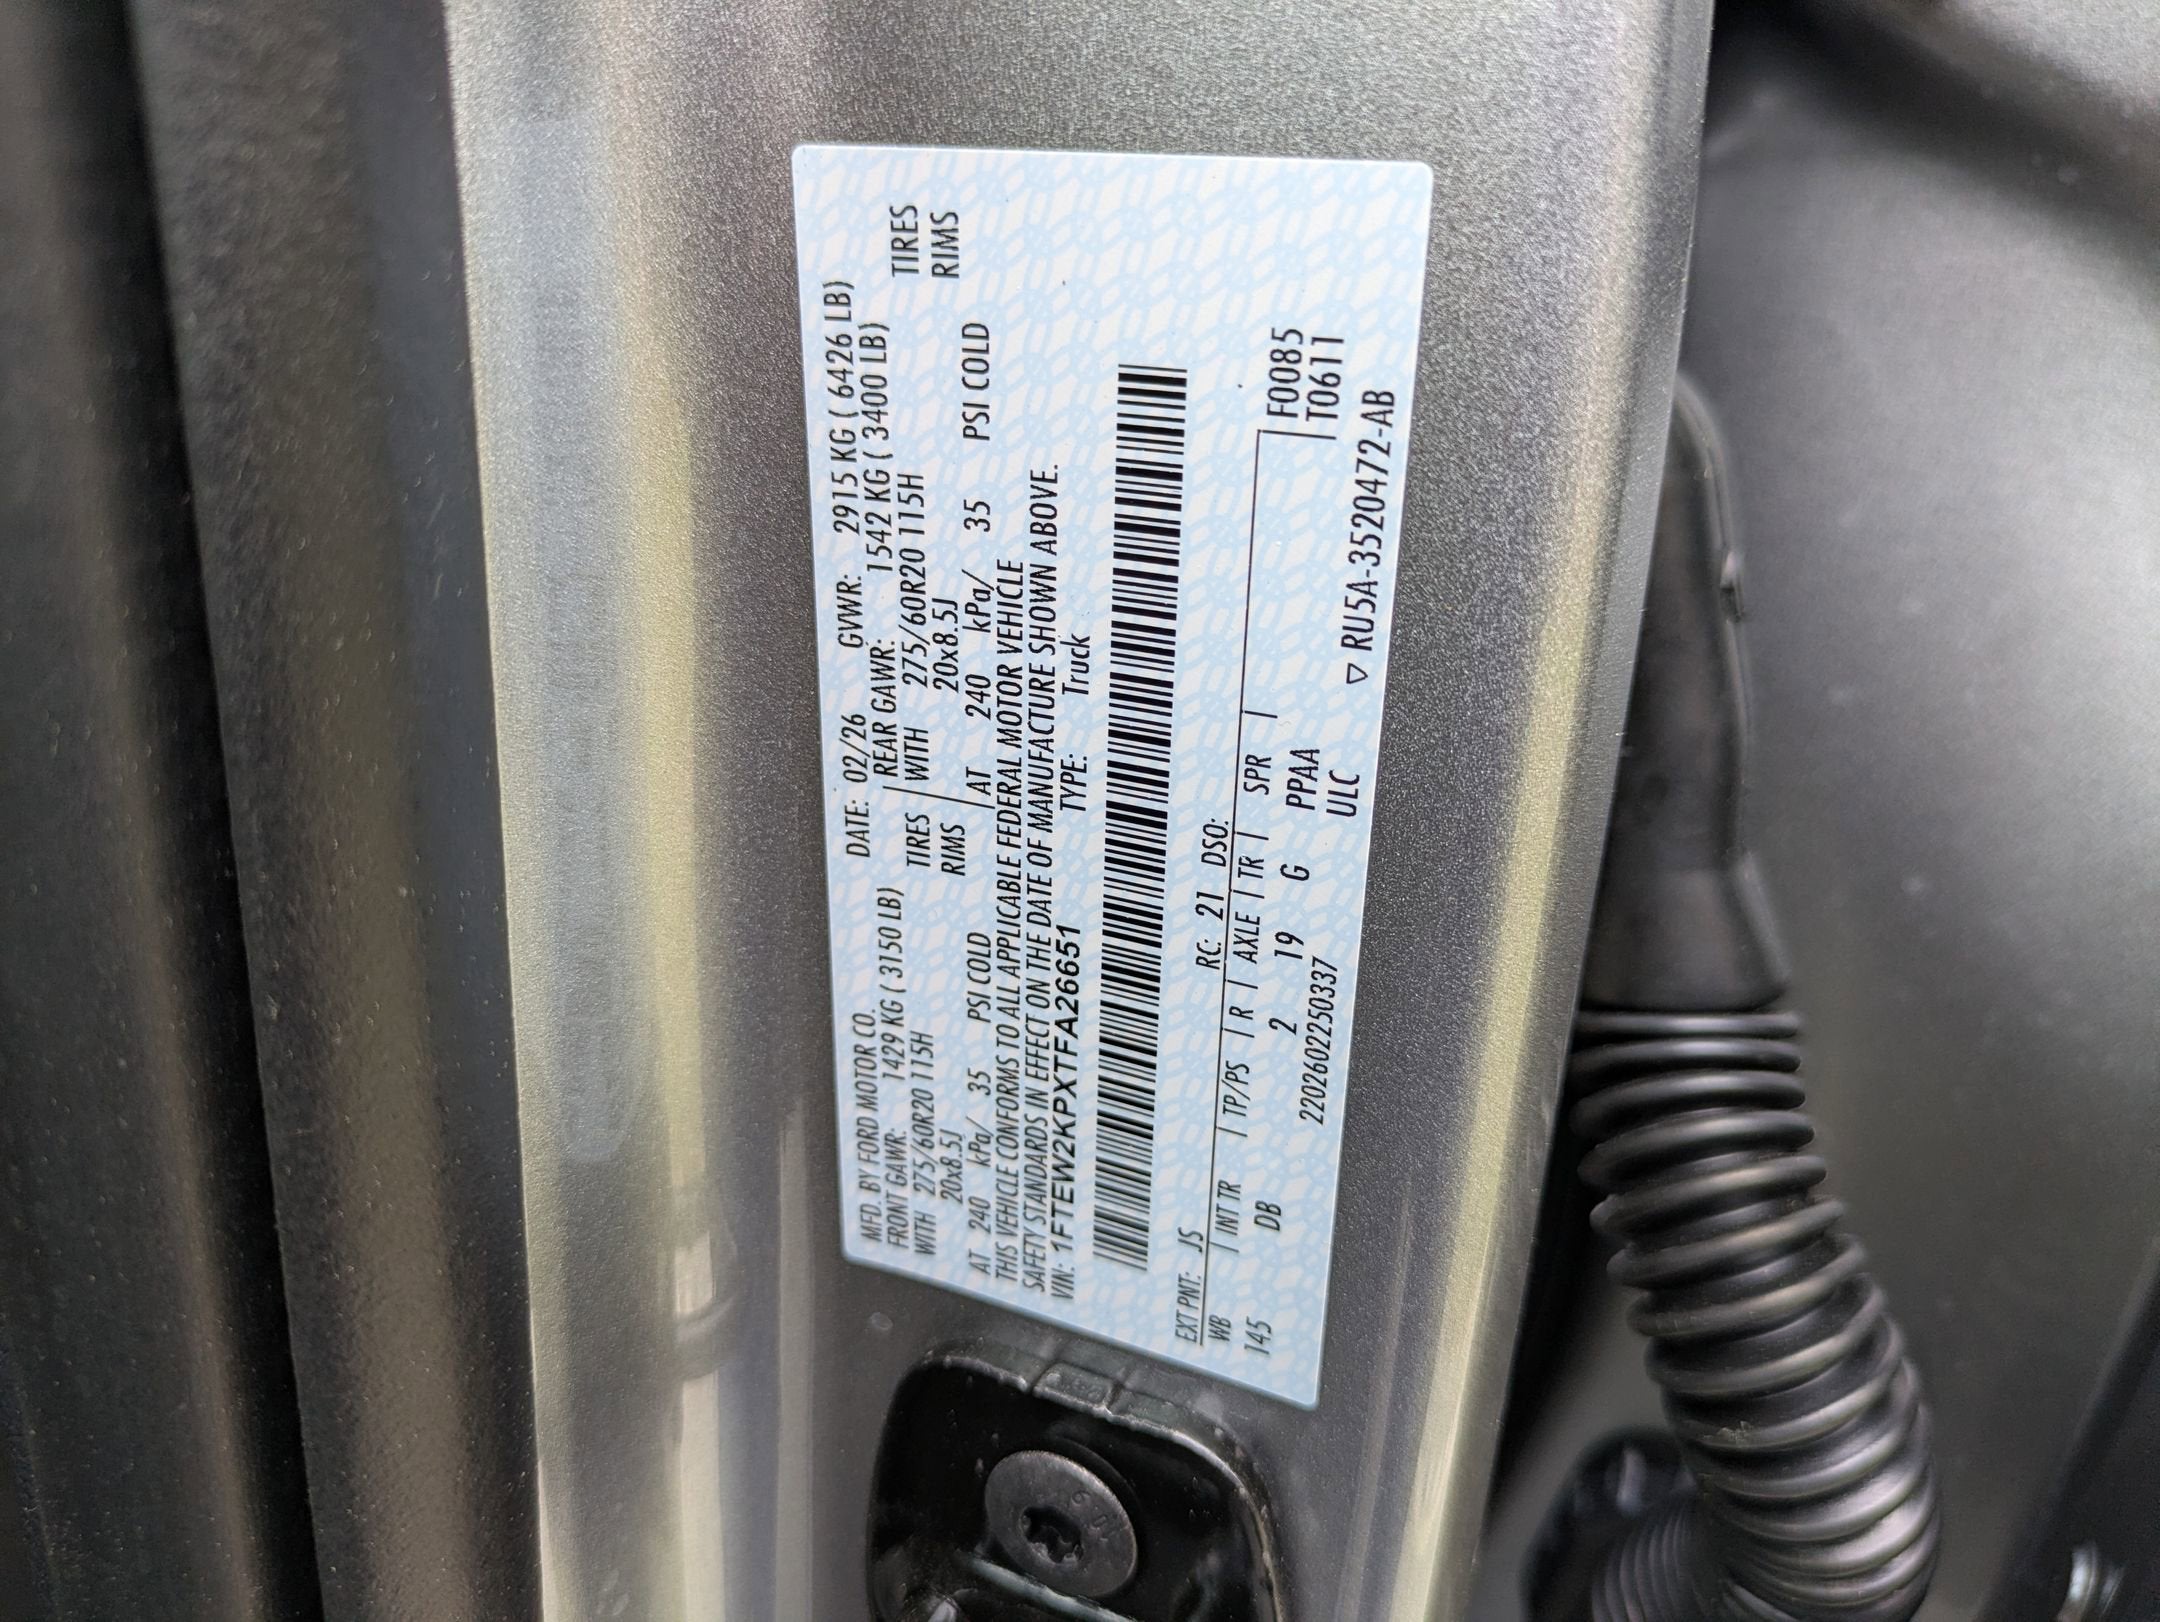 MFD. BY FORD MOTOR CO. DATE: 02/26 GVWR: 2915 KG ( 6426 LB)
FRONT GAWR: 1429 KG ( 3150 LB) REAR GAWR: 1542 KG ( 3400 LB)
WITH 275/60R20 115H TIRES WITH 275/60R20 115H TIRES
20x8.5J RIMS 20x8.5J RIMS
AT 240 kPa/ 35 PSI COLD AT 240 kPa/ 35 PSI COLD
THIS VEHICLE CONFORMS TO ALL APPLICABLE FEDERAL MOTOR VEHICLE
SAFETY STANDARDS IN EFFECT ON THE DATE OF MANUFACTURE SHOWN ABOVE.
VIN: 1FTEW2KPXTFA26651 TYPE: Truck
EXT PNT: JS RC: 21 DSO:
WB | INT TR | TP/PS | R | AXLE | TR | SPR | F0085
145 DB 2 19 G PPAA T0611
2202602250337 ULC
▽ RU5A-3520472-AB
10.9